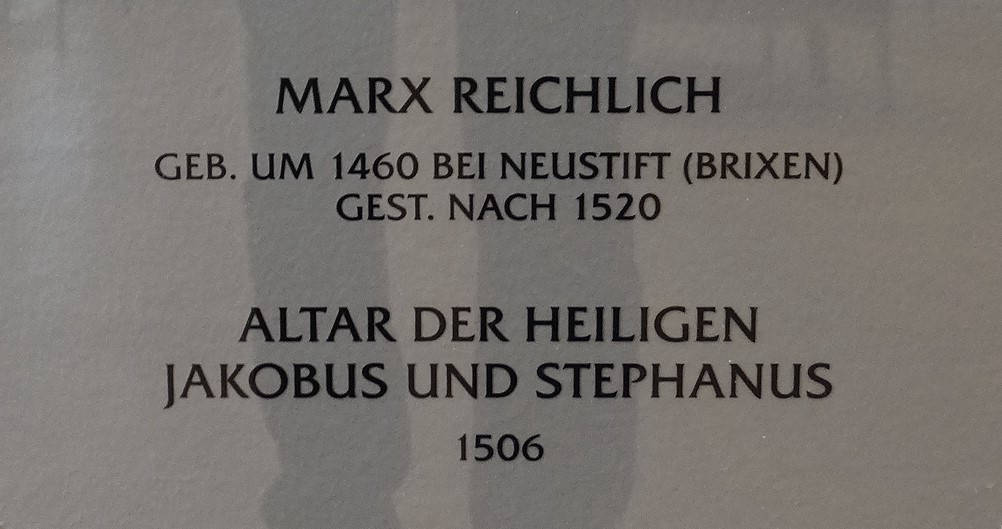 MARX REICHLICH
GEB. UM 1460 BEI NEUSTIFT (BRIXEN)
GEST. NACH 1520
ALTAR DER HEILIGEN
JAKOBUS UND STEPHANUS
1506